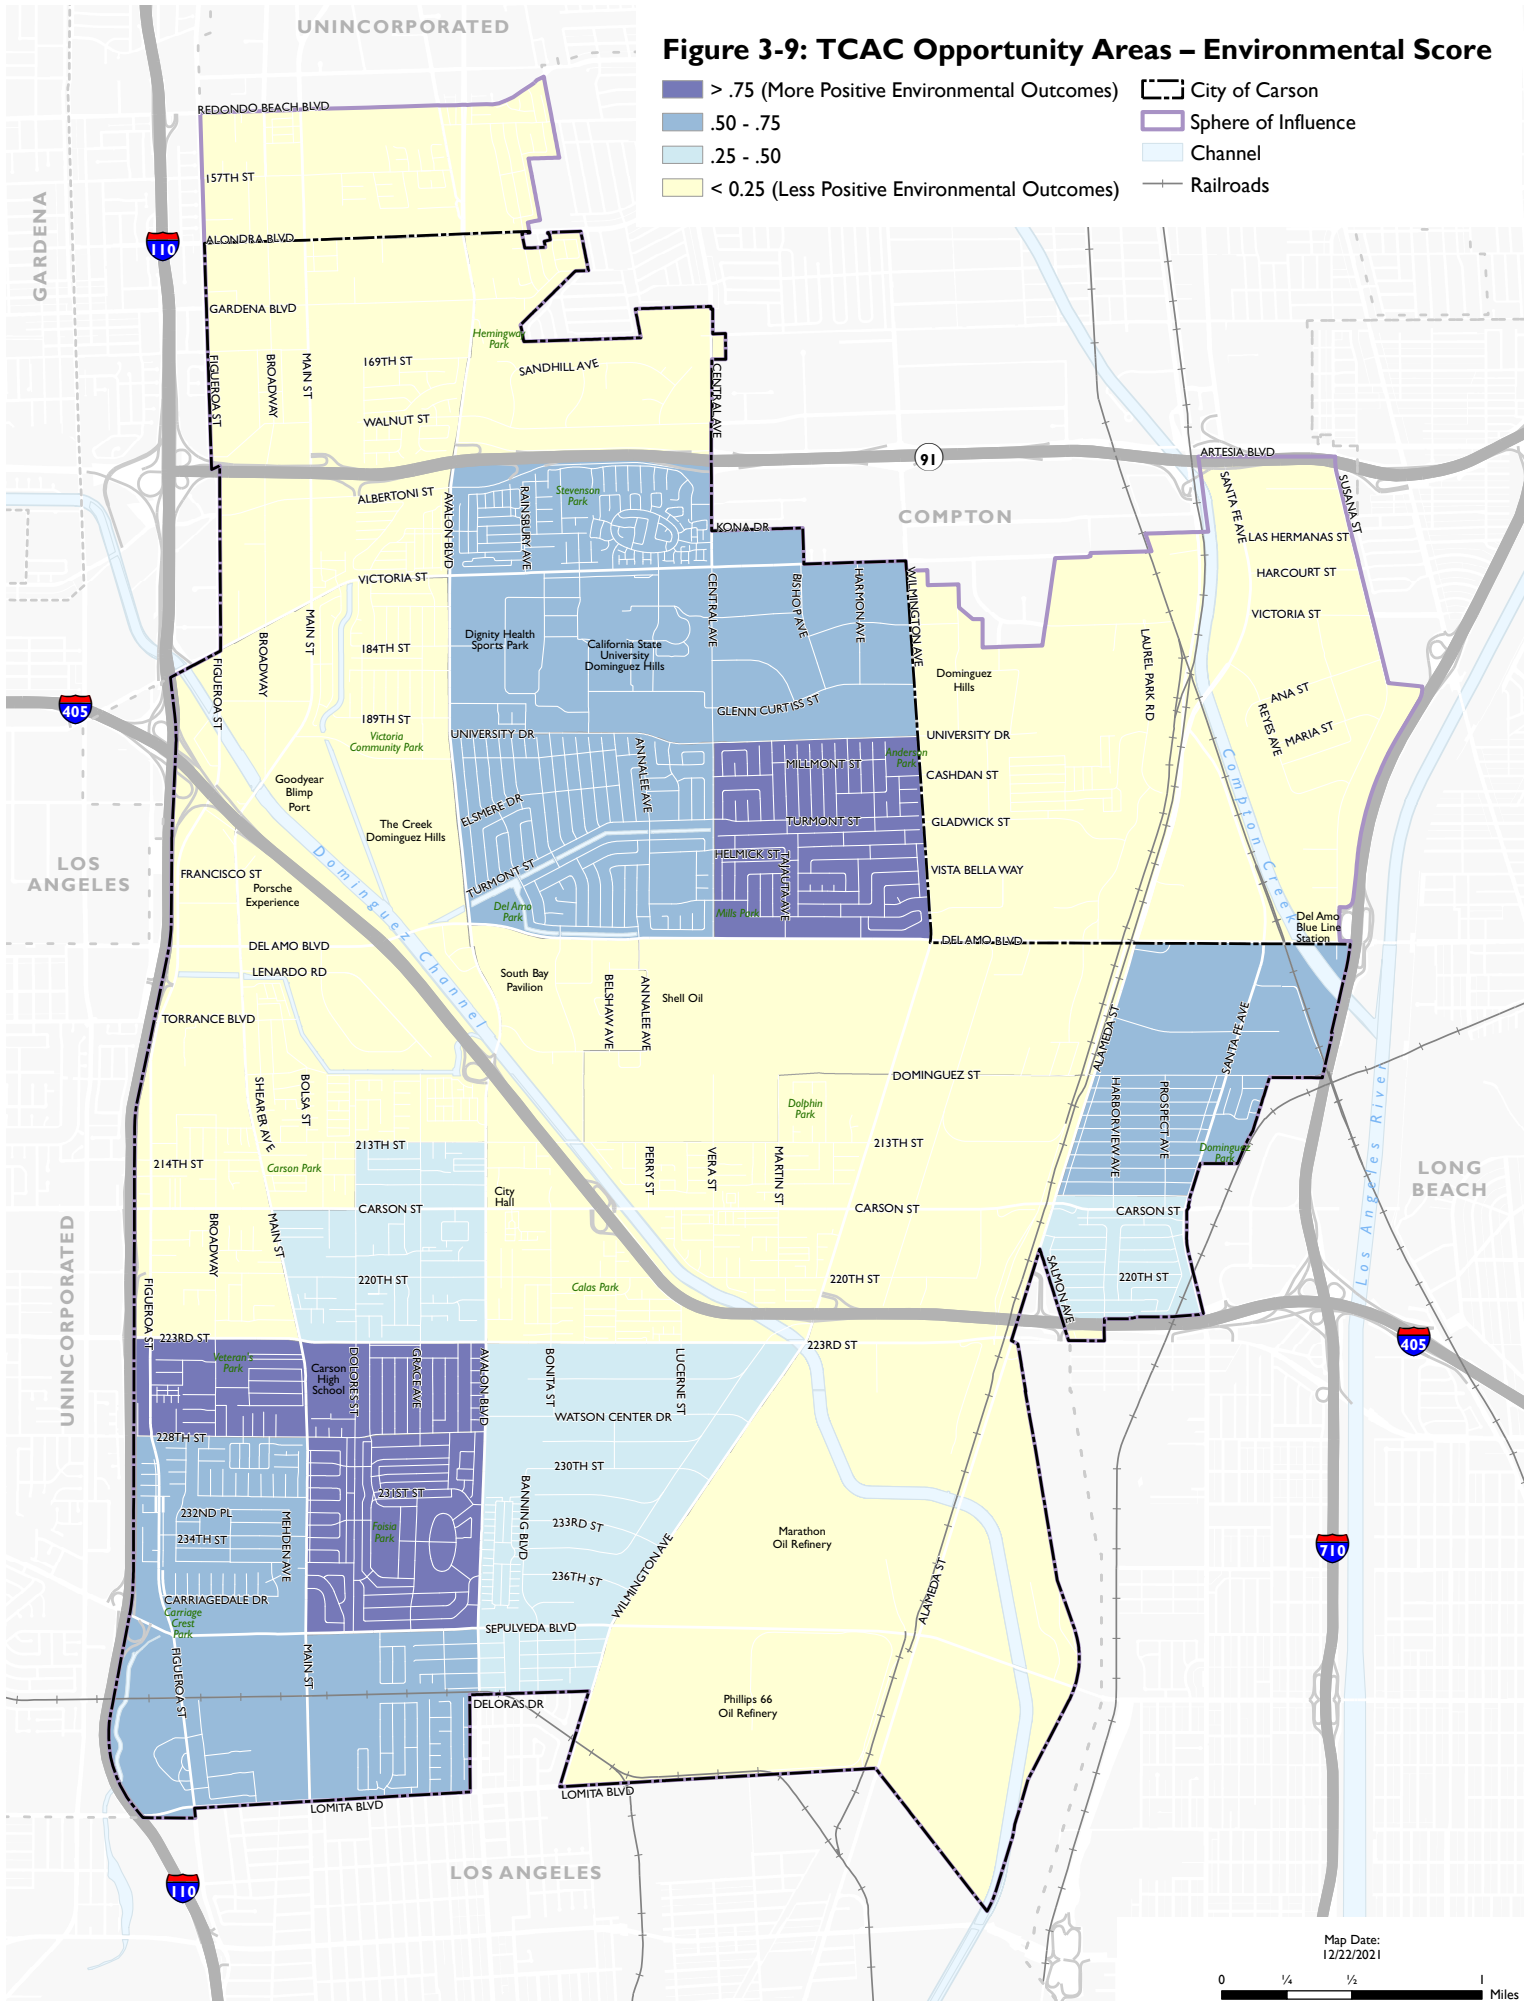 UNINCORPORATED
Figure 3-9: TCAC Opportunity Areas – Environmental Score
> .75 (More Positive Environmental Outcomes)
.50 - .75
.25 - .50
< 0.25 (Less Positive Environmental Outcomes)
City of Carson
Sphere of Influence
Channel
Railroads
REDONDO BEACH BLVD
157TH ST
GARDENA
ALONDRA BLVD
110
GARDENA BLVD
Hemingway
Park
FIGUEROA ST
BROADWAY
MAIN ST
169TH ST
SANDHILL AVE
CENTRAL AVE
WALNUT ST
91
ARTESIA BLVD
ALBERTONI ST
AVALON BLVD
RAINSBURY AVE
Stevenson
Park
SANTA FE AVE
SUSANA ST
COMPTON
KONA DR
LAS HERMANAS ST
HARCOURT ST
VICTORIA ST
VICTORIA ST
CENTRAL AVE
BISHOP AVE
HARMON AVE
WILMINGTON AVE
MAIN ST
BROADWAY
FIGUEROA ST
184TH ST
Dignity Health
Sports Park
California State
University
Dominguez Hills
Dominguez
Hills
LAUREL PARK RD
ANA ST
REYES AVE
MARIA ST
405
189TH ST
GLENN CURTISS ST
Victoria
Community Park
UNIVERSITY DR
UNIVERSITY DR
ANNALEE AVE
Anderson
Park
MILLMONT ST
CASHDAN ST
Goodyear
Blimp
Port
ELSMERE DR
The Creek
Dominguez Hills
TURMONT ST
GLADWICK ST
Compton Creek
LOS
ANGELES
FRANCISCO ST
Porsche
Experience
Dominguez Channel
TURMONT ST
HELMICK ST
TAJAUTA AVE
VISTA BELLA WAY
Del Amo
Park
Mills Park
Del Amo
Blue Line
Station
DEL AMO BLVD
DEL AMO BLVD
LENARDO RD
South Bay
Pavilion
BELSHAW AVE
ANNALEE AVE
Shell Oil
TORRANCE BLVD
ALAMEDA ST
SANTA FE AVE
SHEARER AVE
BOLSA ST
DOMINGUEZ ST
HARBORVIEW AVE
PROSPECT AVE
Dolphin
Park
Los Angeles River
213TH ST
213TH ST
214TH ST
Carson Park
PERRY ST
VERA ST
MARTIN ST
Dominguez
Park
LONG
BEACH
City
Hall
CARSON ST
CARSON ST
CARSON ST
UNINCORPORATED
BROADWAY
MAIN ST
220TH ST
Calas Park
220TH ST
220TH ST
SALMON AVE
FIGUEROA ST
223RD ST
223RD ST
405
Veteran's
Park
Carson
High
School
DOLORES ST
GRACE AVE
AVALON BLVD
BONITA ST
LUCERNE ST
WATSON CENTER DR
228TH ST
230TH ST
231ST ST
BANNING BLVD
232ND PL
MEHDEN AVE
Foisia
Park
233RD ST
234TH ST
Marathon
Oil Refinery
710
236TH ST
WILMINGTON AVE
ALAMEDA ST
CARRIAGEDALE DR
Carriage
Crest
Park
SEPULVEDA BLVD
FIGUEROA ST
MAIN ST
DELORAS DR
Phillips 66
Oil Refinery
LOMITA BLVD
LOMITA BLVD
LOS ANGELES
110
Map Date:
12/22/2021
0 ¼ ½ 1
Miles